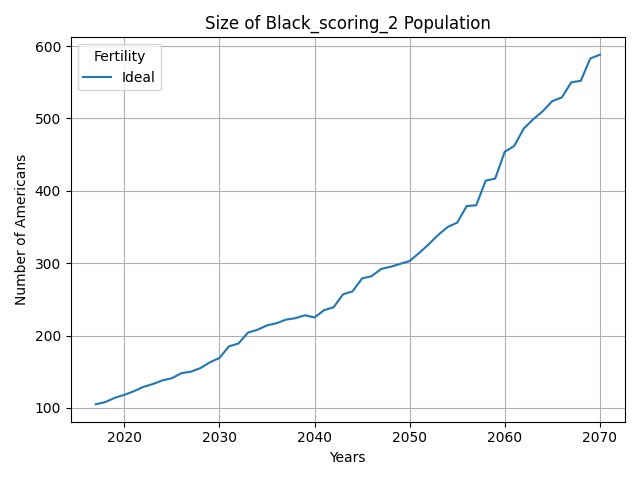 Size of Black_scoring_2 Population
Fertility
Ideal
Number of Americans
600
500
400
300
200
100
2020 2030 2040 2050 2060 2070
Years